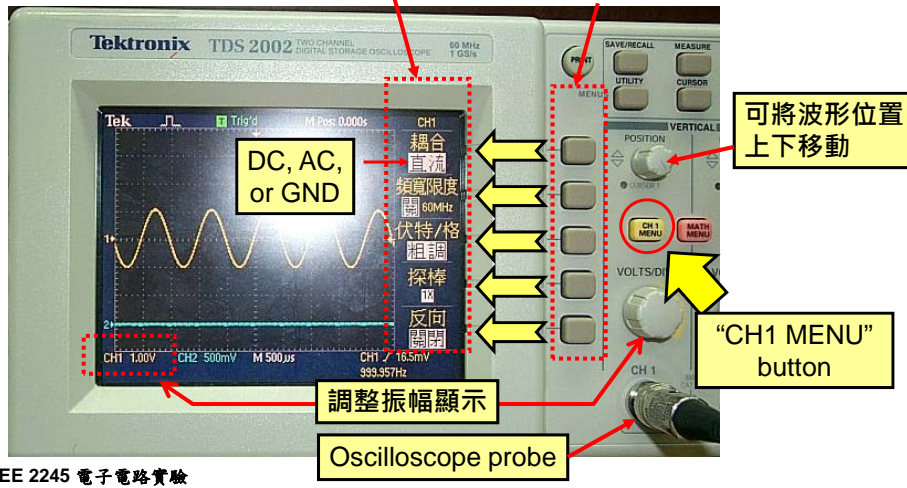 Tektronix TDS 2002 TWO CHANNEL DIGITAL STORAGE OSCILLOSCOPE 60 MHz 1 GS/s
PRINT
SAVE/RECALL MEASURE
UTILITY CURSOR
VERTICAL
POSITION
CURSOR 1
CH 1 MENU
MATH MENU
CH 1
Tek T Trig'd M Pos: 0.000s CH1
耦合
直流
頻寬限度
關 60MHz
伏特/格
粗調
探棒
1X
反向
關閉
1
2
CH1 1.00V CH2 500mV M 500µs CH1 16.5mV
999.957Hz
DC, AC,
or GND
可將波形位置
上下移動
"CH1 MENU"
button
調整振幅顯示
Oscilloscope probe
EE 2245 電子電路實驗